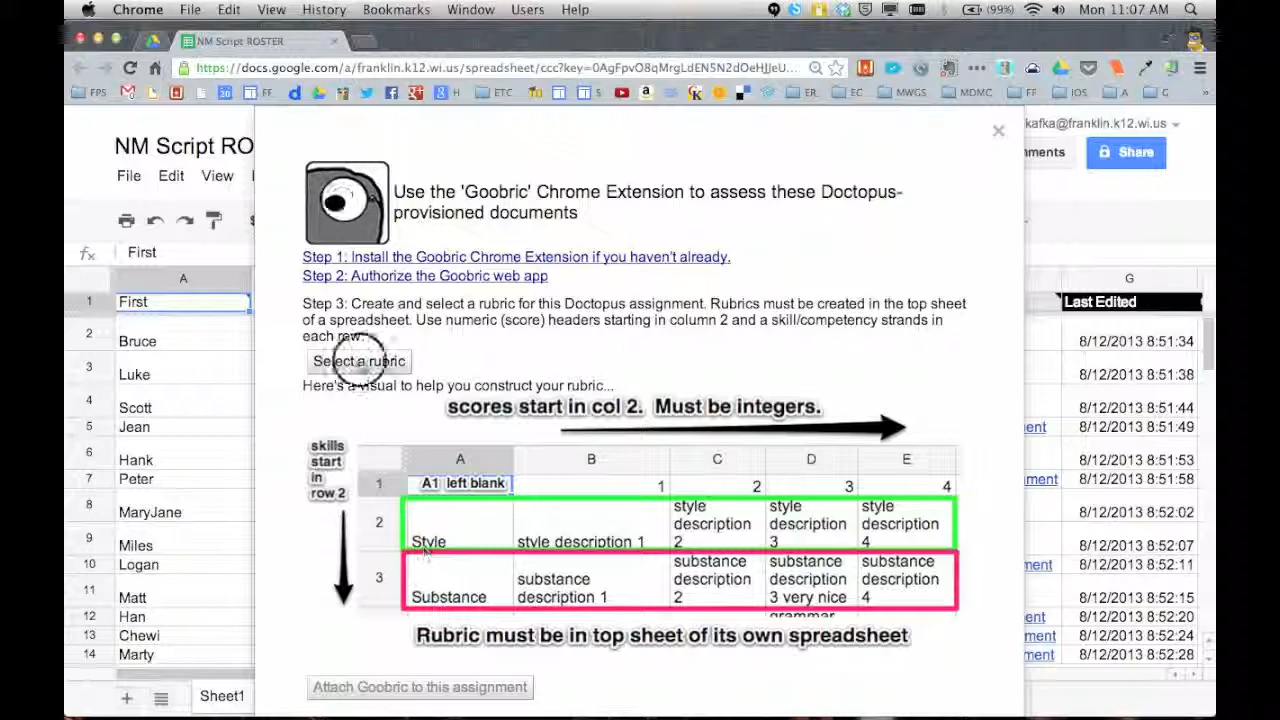 Chrome File Edit View History Bookmarks Window Users Help (99%) Mon 11:07 AM
NM Script ROSTER
https://docs.google.com/a/franklin.k12.wi.us/spreadsheet/ccc?key=0AgFpvO8qMrgLdEN5N2dOeHJJeU...
FPS FF H ETC S ER EC MWGS MDMC FF IOS A G
kafka@franklin.k12.wi.us
NM Script RO
ments Share
File Edit View
Use the 'Goobric' Chrome Extension to assess these Doctopus-
provisioned documents
fx First
Step 1: Install the Goobric Chrome Extension if you haven't already.
Step 2: Authorize the Goobric web app
Step 3: Create and select a rubric for this Doctopus assignment. Rubrics must be created in the top sheet
of a spreadsheet. Use numeric (score) headers starting in column 2 and a skill/competency strands in
each row.
Select a rubric
Here's a visual to help you construct your rubric...
scores start in col 2. Must be integers.
skills
start
in
row 2
A B C D E
1 A1 left blank 1 2 3 4
2 Style style description 1 style description 2 style description 3 style description 4
3 Substance substance description 1 substance description 2 substance description 3 very nice grammar substance description 4
Rubric must be in top sheet of its own spreadsheet
Attach Goobric to this assignment
A G
1 First Last Edited
2 Bruce 8/12/2013 8:51:34
3 Luke 8/12/2013 8:51:38
4 Scott 8/12/2013 8:51:44
5 Jean ent 8/12/2013 8:51:49
6 Hank 8/12/2013 8:51:53
7 Peter ment 8/12/2013 8:51:58
8 MaryJane 8/12/2013 8:52:02
9 Miles 8/12/2013 8:52:07
10 Logan ment 8/12/2013 8:52:11
11 Matt 8/12/2013 8:52:15
12 Han ment 8/12/2013 8:52:20
13 Chewi ment 8/12/2013 8:52:24
14 Marty ment 8/12/2013 8:52:28
Sheet1